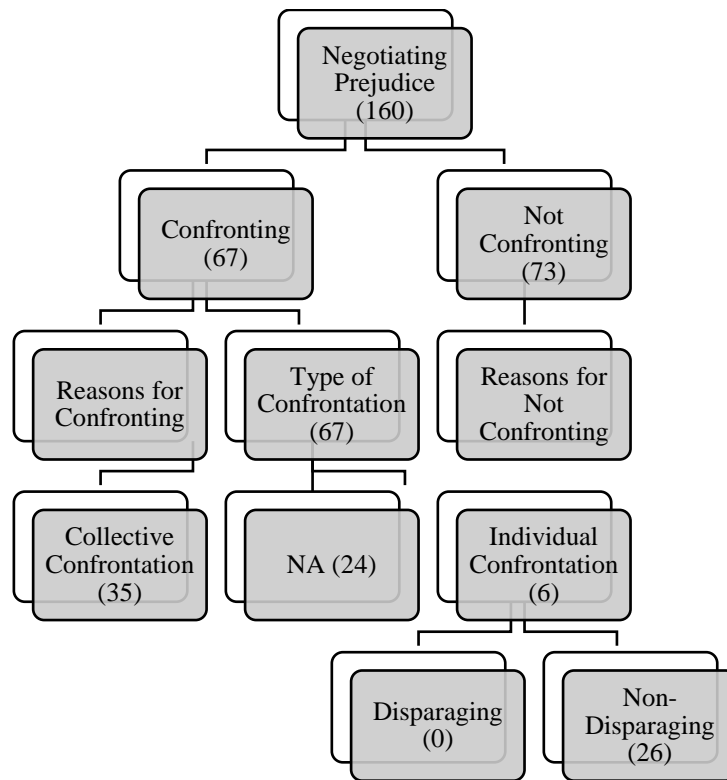 Negotiating
Prejudice
(160)
Confronting
(67)
Not
Confronting
(73)
Reasons for
Confronting
Type of
Confrontation
(67)
Reasons for
Not
Confronting
Collective
Confrontation
(35)
NA (24)
Individual
Confrontation
(6)
Disparaging
(0)
Non-
Disparaging
(26)